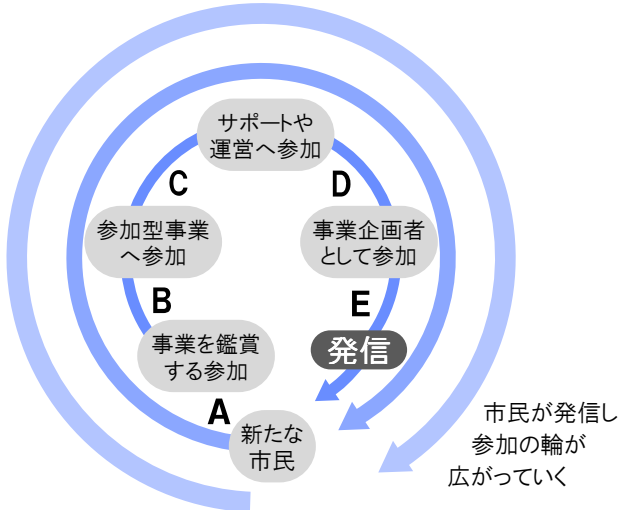 サポートや
運営へ参加
C
D
参加型事業
へ参加
事業企画者
として参加
B
E
事業を鑑賞
する参加
発信
A
新たな
市民
市民が発信し
参加の輪が
広がっていく